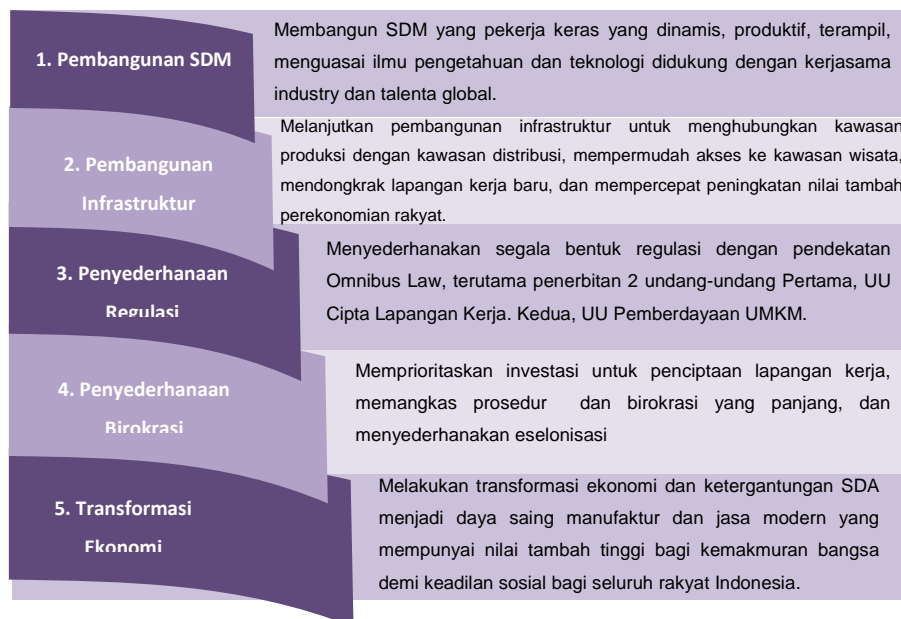 1. Pembangunan SDM
Membangun SDM yang pekerja keras yang dinamis, produktif, terampil,
menguasai ilmu pengetahuan dan teknologi didukung dengan kerjasama
industry dan talenta global.
2. Pembangunan
Infrastruktur
Melanjutkan pembangunan infrastruktur untuk menghubungkan kawasan
produksi dengan kawasan distribusi, mempermudah akses ke kawasan wisata,
mendongkrak lapangan kerja baru, dan mempercepat peningkatan nilai tambah
perekonomian rakyat.
3. Penyederhanaan
Regulasi
Menyederhanakan segala bentuk regulasi dengan pendekatan
Omnibus Law, terutama penerbitan 2 undang-undang Pertama, UU
Cipta Lapangan Kerja. Kedua, UU Pemberdayaan UMKM.
4. Penyederhanaan
Birokrasi
Memprioritaskan investasi untuk penciptaan lapangan kerja,
memangkas prosedur dan birokrasi yang panjang, dan
menyederhanakan eselonisasi
5. Transformasi
Ekonomi
Melakukan transformasi ekonomi dan ketergantungan SDA
menjadi daya saing manufaktur dan jasa modern yang
mempunyai nilai tambah tinggi bagi kemakmuran bangsa
demi keadilan sosial bagi seluruh rakyat Indonesia.